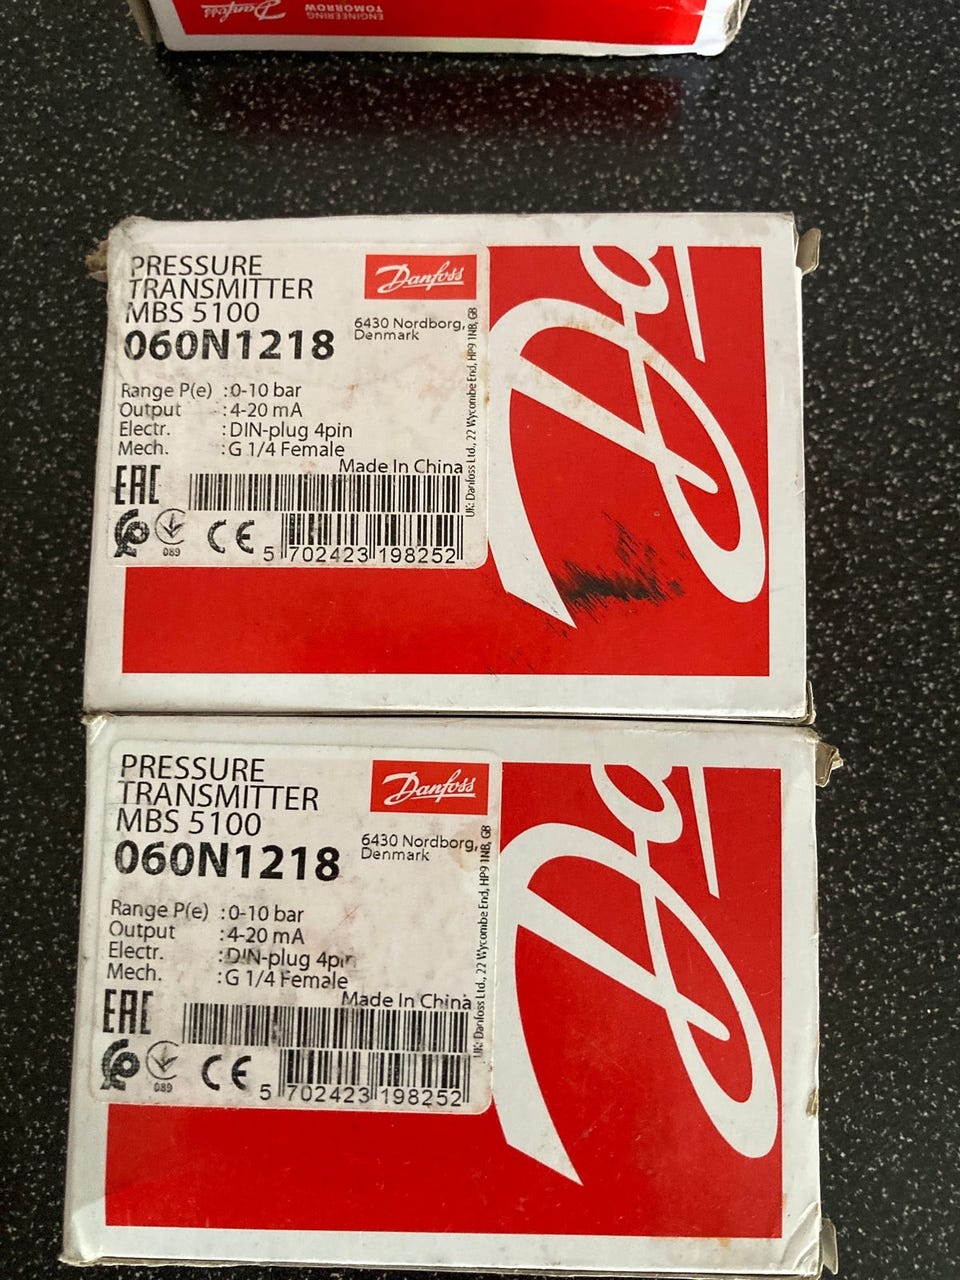 Danfoss
ENGINEERING
TOMORROW
PRESSURE
TRANSMITTER
MBS 5100
060N1218
Danfoss
6430 Nordborg,
Denmark
Range P(e) :0-10 bar
Output :4-20 mA
Electr. :DIN-plug 4pin
Mech. :G 1/4 Female
Made In China
UK: Danfoss Ltd., 22 Wycombe End, HP9 1NB, GB
EAC
089
CE
5 702423 198252
Da
PRESSURE
TRANSMITTER
MBS 5100
060N1218
Danfoss
6430 Nordborg,
Denmark
Range P(e) :0-10 bar
Output :4-20 mA
Electr. :DIN-plug 4pin
Mech. :G 1/4 Female
Made In China
UK: Danfoss Ltd., 22 Wycombe End, HP9 1NB, GB
EAC
089
CE
5 702423 198252
Da